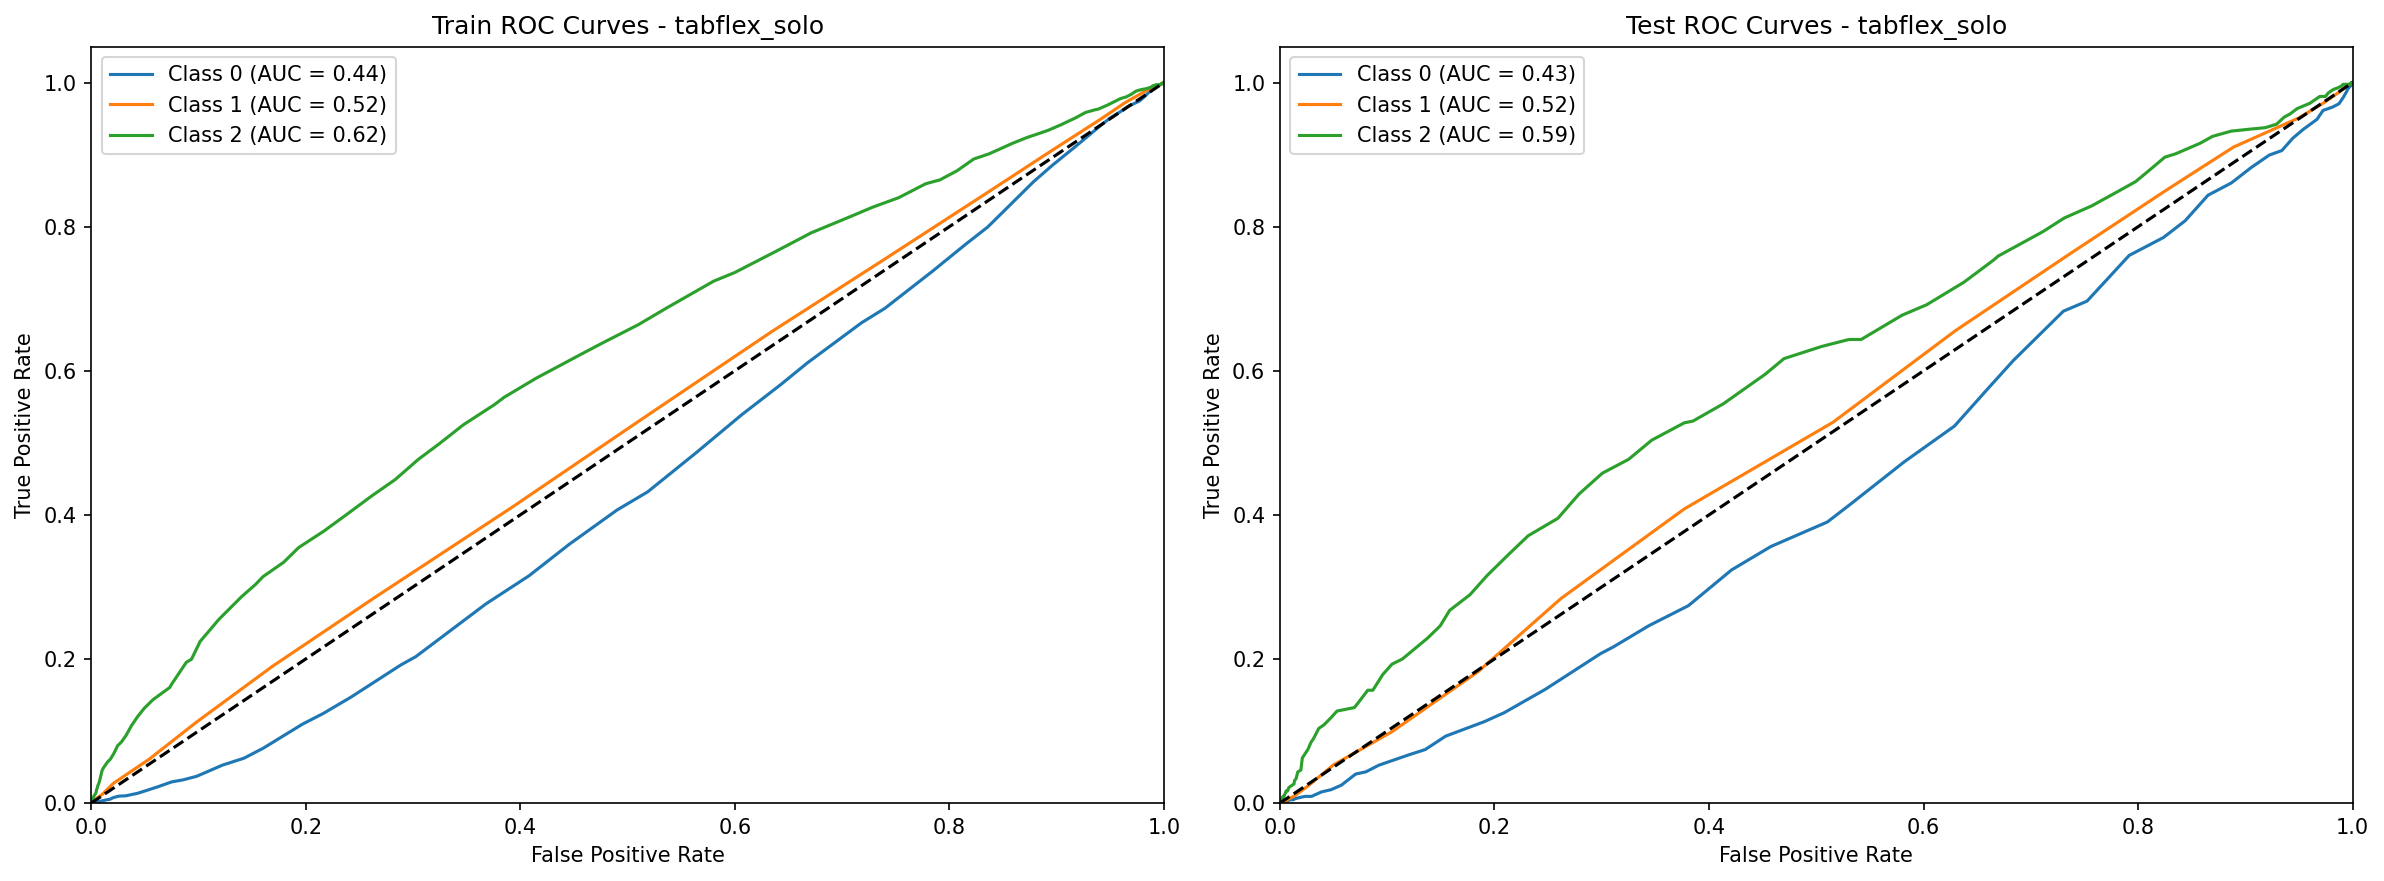 Train ROC Curves - tabflex_solo
Class 0 (AUC = 0.44)
Class 1 (AUC = 0.52)
Class 2 (AUC = 0.62)
True Positive Rate
1.0
0.8
0.6
0.4
0.2
0.0
0.0 0.2 0.4 0.6 0.8 1.0
False Positive Rate
Test ROC Curves - tabflex_solo
Class 0 (AUC = 0.43)
Class 1 (AUC = 0.52)
Class 2 (AUC = 0.59)
True Positive Rate
1.0
0.8
0.6
0.4
0.2
0.0
0.0 0.2 0.4 0.6 0.8 1.0
False Positive Rate